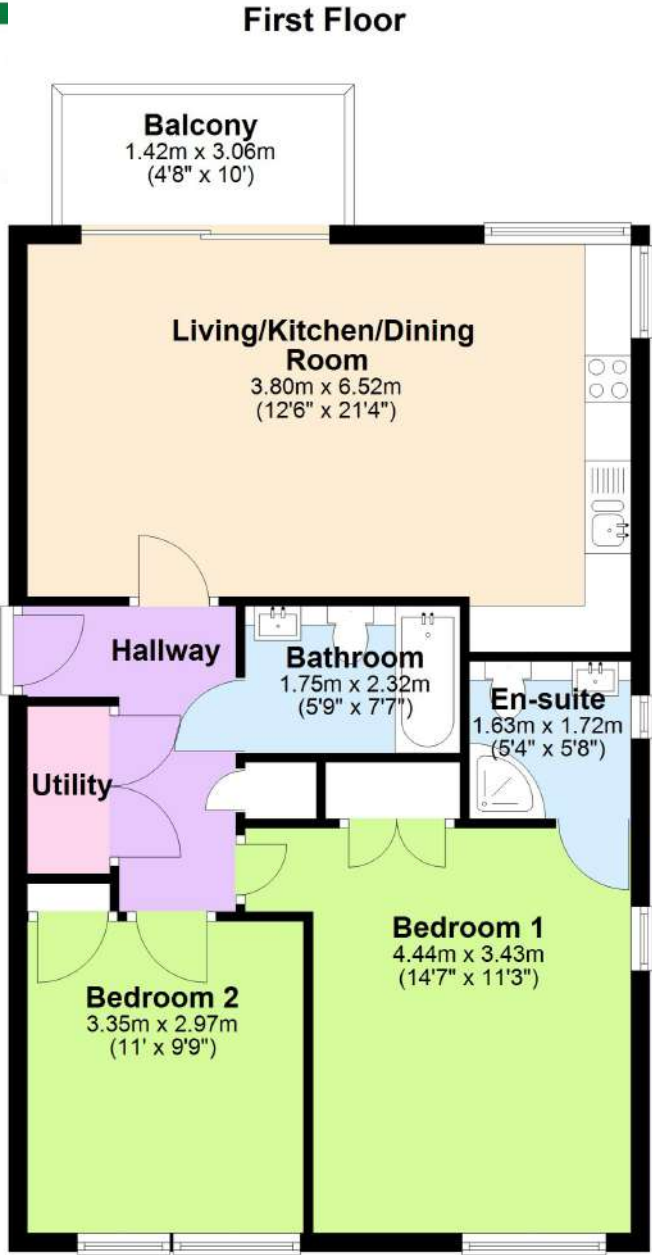 First Floor
Balcony
1.42m x 3.06m
(4'8" x 10')
Living/Kitchen/Dining
Room
3.80m x 6.52m
(12'6" x 21'4")
Hallway
Bathroom
1.75m x 2.32m
(5'9" x 7'7")
En-suite
1.63m x 1.72m
(5'4" x 5'8")
Utility
Bedroom 1
4.44m x 3.43m
(14'7" x 11'3")
Bedroom 2
3.35m x 2.97m
(11' x 9'9")